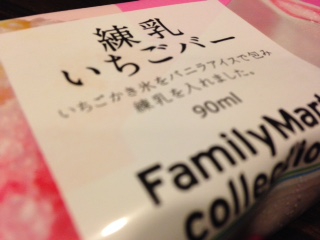 練乳
いちごバー
いちごかき氷をバニラアイスで包み
練乳を入れました。
90ml
FamilyMar
collection